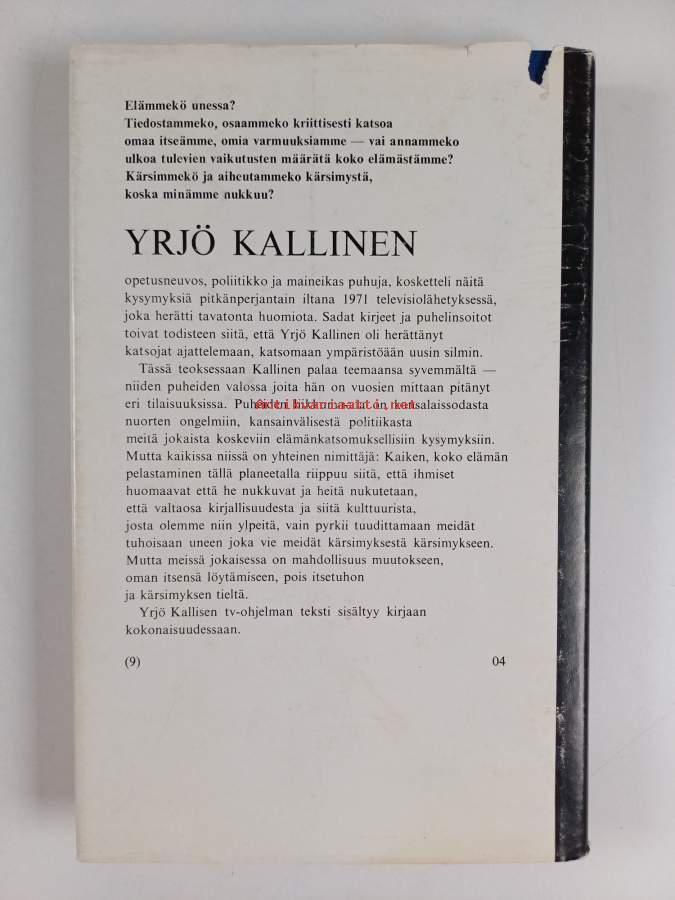 Elämmekö unessa?
Tiedostammeko, osaammeko kriittisesti katsoa
omaa itseämme, omia varmuuksiamme — vai annammeko
ulkoa tulevien vaikutusten määrätä koko elämästämme?
Kärsimmekö ja aiheutammeko kärsimystä,
koska minämme nukkuu?
YRJÖ KALLINEN
opetusneuvos, poliitikko ja maineikas puhuja, kosketteli näitä
kysymyksiä pitkänperjantain iltana 1971 televisiolähetyksessä,
joka herätti tavatonta huomiota. Sadat kirjeet ja puhelinsoitot
toivat todisteen siitä, että Yrjö Kallinen oli herättänyt
katsojat ajattelemaan, katsomaan ympäristöään uusin silmin.
Tässä teoksessaan Kallinen palaa teemaansa syvemmältä —
niiden puheiden valossa joita hän on vuosien mittaan pitänyt
eri tilaisuuksissa. Puheiden kansalaissodasta
nuorten ongelmiin, kansainvälisestä politiikasta
meitä jokaista koskeviin elämänkatsomuksellisiin kysymyksiin.
Mutta kaikissa niissä on yhteinen nimittäjä: Kaiken, koko elämän
pelastaminen tällä planeetalla riippuu siitä, että ihmiset
huomaavat että he nukkuvat ja heitä nukutetaan,
että valtaosa kirjallisuudesta ja siitä kulttuurista,
josta olemme niin ylpeitä, vain pyrkii tuudittamaan meidät
tuhoisaan uneen joka vie meidät kärsimyksestä kärsimykseen.
Mutta meissä jokaisessa on mahdollisuus muutokseen,
oman itsensä löytämiseen, pois itsetuhon
ja kärsimyksen tieltä.
Yrjö Kallisen tv-ohjelman teksti sisältyy kirjaan
kokonaisuudessaan.
(9) 04